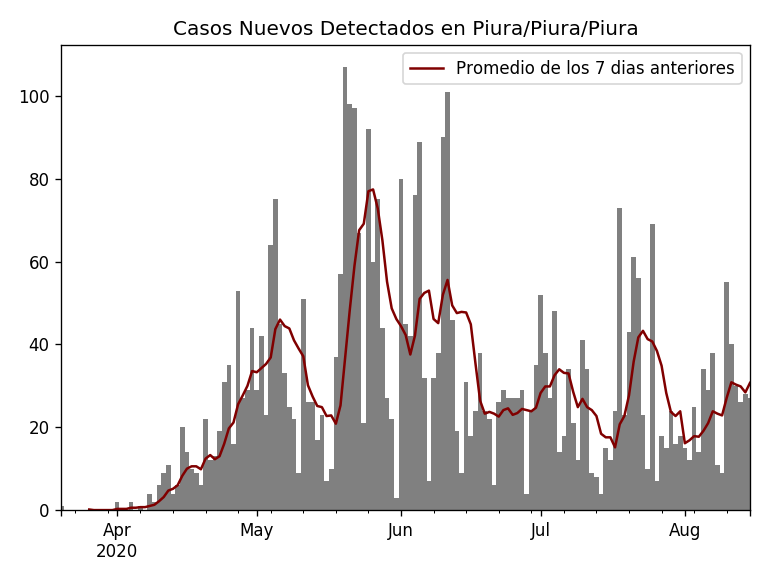 Casos Nuevos Detectados en Piura/Piura/Piura
Promedio de los 7 dias anteriores
100
80
60
40
20
0
Apr
2020
May
Jun
Jul
Aug